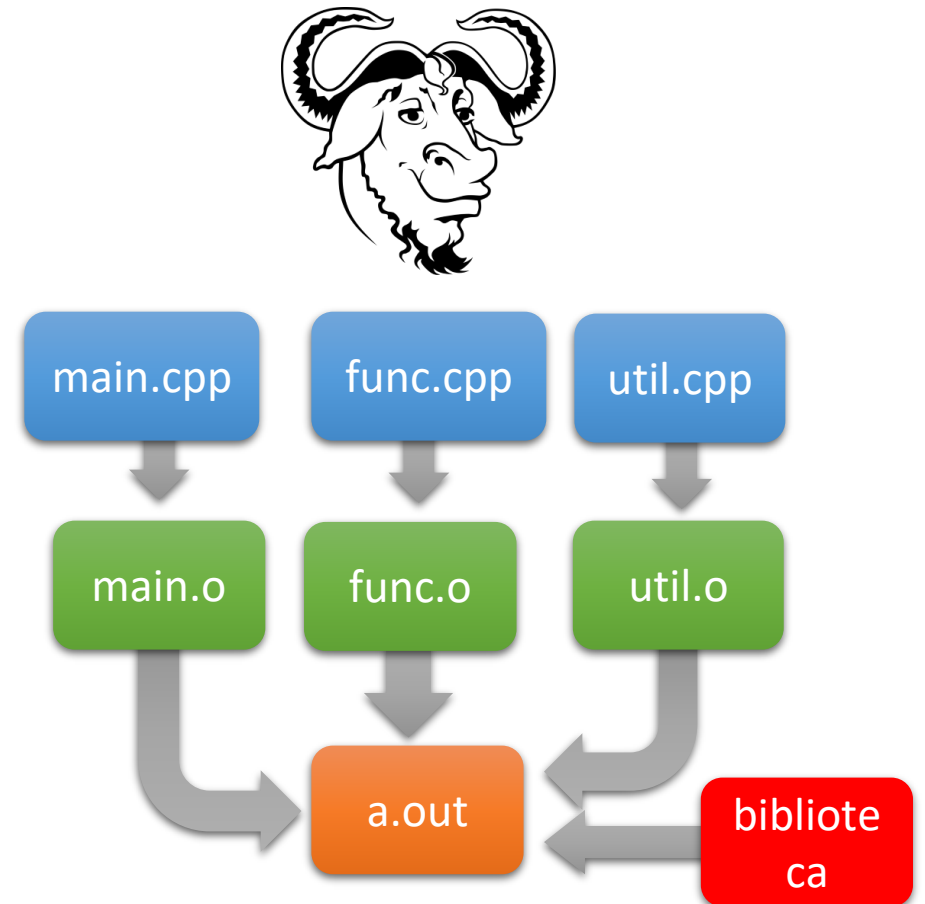 main.cpp
func.cpp
util.cpp
main.o
func.o
util.o
a.out
bibliote
ca